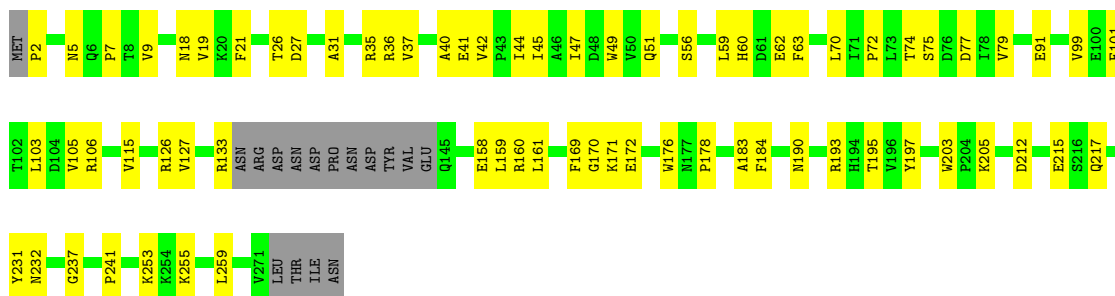 MET P2 N5 Q6 P7 T8 V9 N18 V19 K20 F21 T26 D27 A31 R35 R36 V37 A40 E41 V42 P43 I44 I45 A46 I47 D48 W49 V50 Q51 S56 L59 H60 D61 E62 F63 L70 I71 P72 L73 T74 S75 D76 D77 I78 V79 E91 V99 E100 E101
T102 L103 D104 V105 R106 V115 R126 V127 R133 ASN ARG ASP ASN ASP PRO ASN ASP TYR VAL GLU Q145 E158 L159 R160 L161 F169 G170 K171 E172 W176 N177 P178 A183 F184 N190 R193 H194 T195 V196 Y197 W203 P204 K205 D212 E215 S216 Q217
Y231 N232 G237 P241 K253 K254 K255 L259 V271 LEU THR ILE ASN